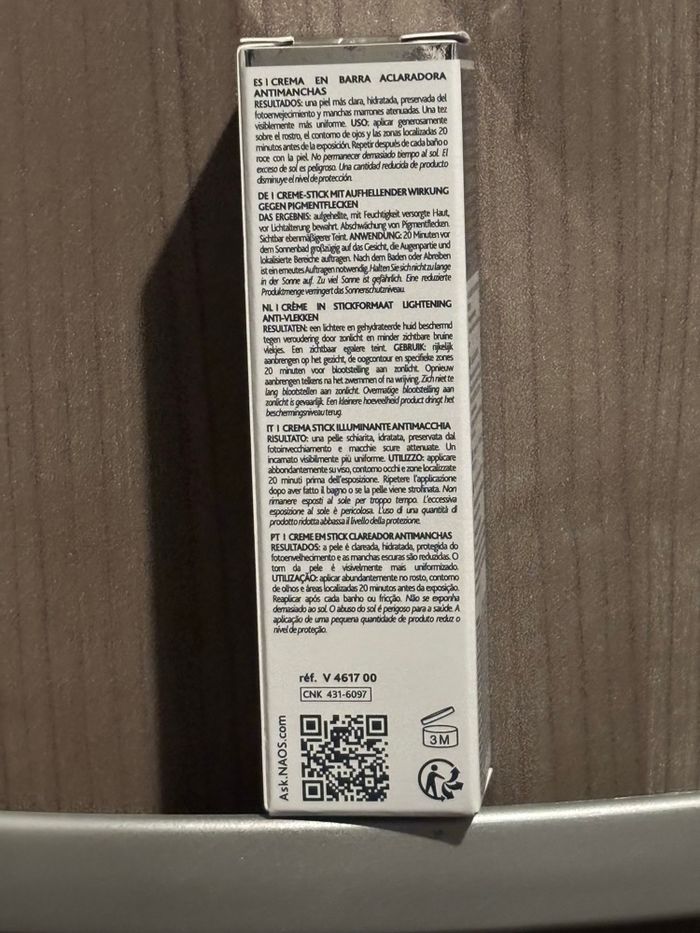 ES | CREMA EN BARRA ACLARADORA
ANTIMANCHAS
RESULTADOS: una piel más clara, hidratada, preservada del
fotoenvejecimiento y manchas marrones atenuadas. Una tez
visiblemente más uniforme. USO: aplicar generosamente
sobre el rostro, el contorno de ojos y las zonas localizadas 20
minutos antes de la exposición. Repetir después de cada baño o
roce con la piel. No permanecer demasiado tiempo al sol. El
exceso de sol es peligroso. Una cantidad reducida de producto
disminuye el nivel de protección.
DE | CREME-STICK MIT AUFHELLENDER WIRKUNG
GEGEN PIGMENTFLECKEN
DAS ERGEBNIS: aufgehellte, mit Feuchtigkeit versorgte Haut,
vor Lichtalterung bewahrt. Abschwächung von Pigmentflecken.
Sichtbar ebenmäßigerer Teint. ANWENDUNG: 20 Minuten vor
dem Sonnenbad großzügig auf das Gesicht, die Augenpartie und
lokalisierte Bereiche auftragen. Nach dem Baden oder Abreiben
ist ein erneutes Auftragen notwendig. Halten Sie sich nicht zu lange
in der Sonne auf. Zu viel Sonne ist gefährlich. Eine reduzierte
Produktmenge verringert das Sonnenschutzniveau.
NL | CRÈME IN STICKFORMAAT LIGHTENING
ANTI-VLEKKEN
RESULTATEN: een lichtere en gehydrateerde huid beschermd
tegen veroudering door zonlicht en minder zichtbare bruine
vlekjes. Een zichtbaar egalere teint. GEBRUIK: rijkelijk
aanbrengen op het gezicht, de oogcontour en specifieke zones
20 minuten voor blootstelling aan zonlicht. Opnieuw
aanbrengen telkens na het zwemmen of na wrijving. Zich niet te
lang blootstellen aan zonlicht. Overmatige blootstelling aan
zonlicht is gevaarlijk. Een kleinere hoeveelheid product dringt het
beschermingsniveau terug.
IT | CREMA STICK ILLUMINANTE ANTIMACCHIA
RISULTATO: una pelle schiarita, idratata, preservata dal
fotoinvecchiamento e macchie scure attenuate. Un
incarnato visibilmente più uniforme. UTILIZZO: applicare
abbondantemente su viso, contorno occhi e zone localizzate
20 minuti prima dell'esposizione. Ripetere l'applicazione
dopo aver fatto il bagno o se la pelle viene strofinata. Non
rimanere esposti al sole per troppo tempo. L'eccessiva
esposizione al sole è pericolosa. L'uso di una quantità di
prodotto ridotta abbassa il livello della protezione.
PT | CREME EM STICK CLAREADOR ANTIMANCHAS
RESULTADOS: a pele é clareada, hidratada, protegida do
fotoenvelhecimento e as manchas escuras são reduzidas. O
tom da pele é visivelmente mais uniformizado.
UTILIZAÇÃO: aplicar abundantemente no rosto, contorno
de olhos e áreas localizadas 20 minutos antes da exposição.
Reaplicar após cada banho ou fricção. Não se exponha
demasiado ao sol. O abuso do sol é perigoso para a saúde. A
aplicação de uma pequena quantidade de produto reduz o
nível de proteção.
réf. V 4617 00
CNK 431-6097
Ask.NAOS.com
3 M